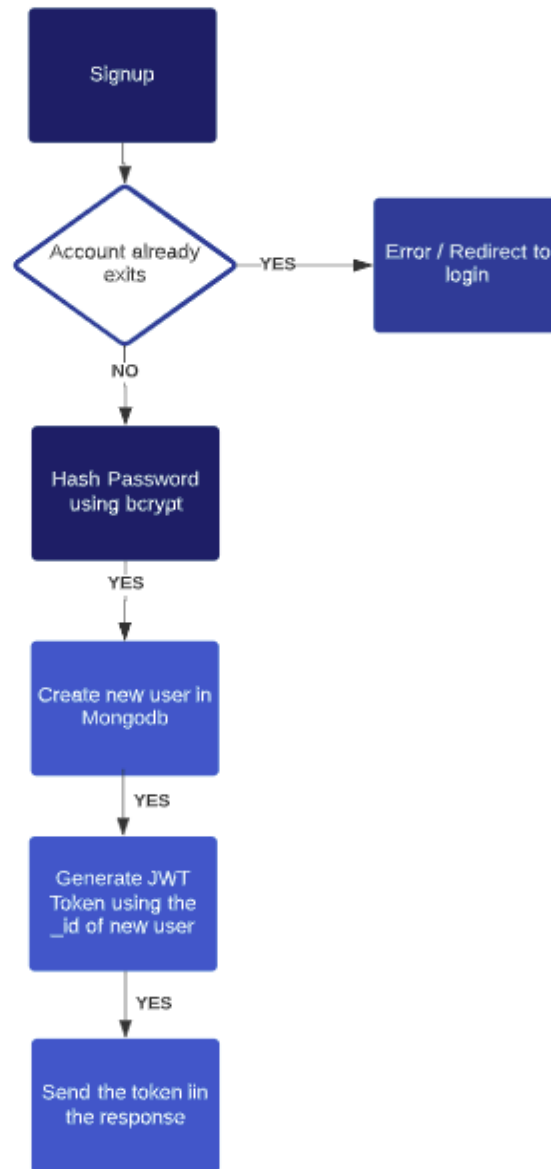 Signup
Account already
exits
YES
Error / Redirect to
login
NO
Hash Password
using bcrypt
YES
Create new user in
Mongodb
YES
Generate JWT
Token using the
_id of new user
YES
Send the token iin
the response